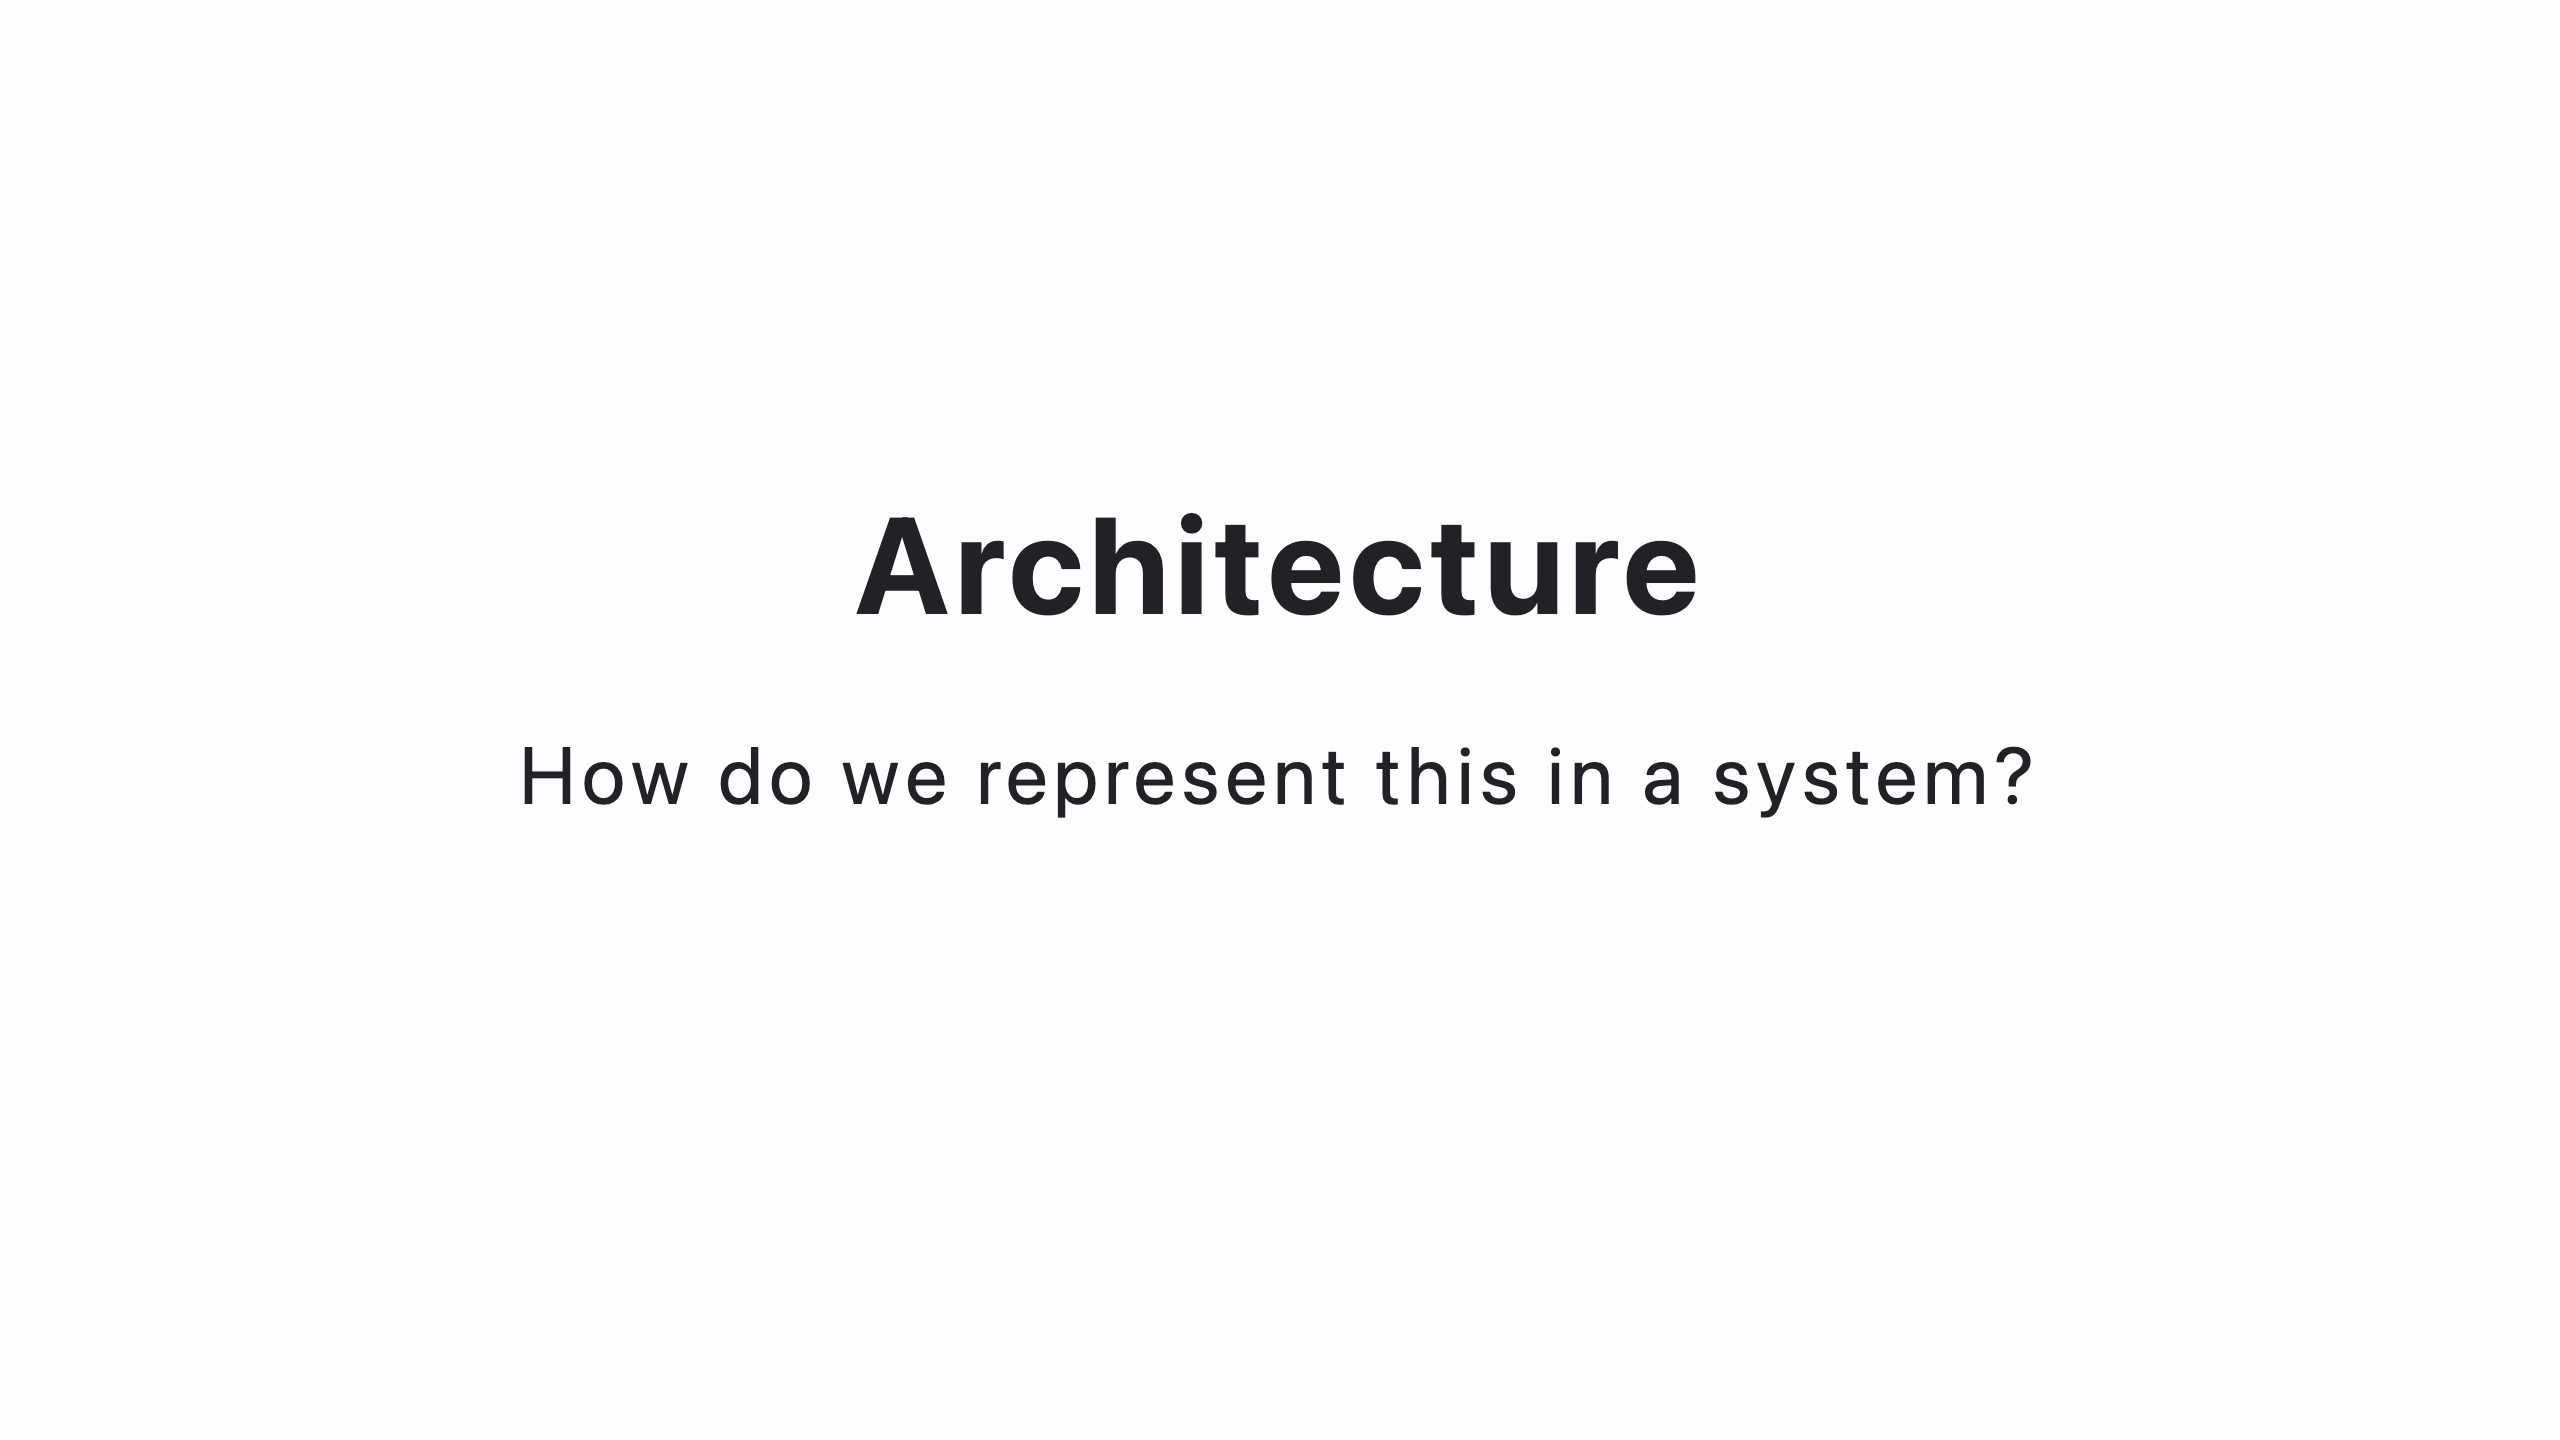 Architecture
How do we represent this in a system?